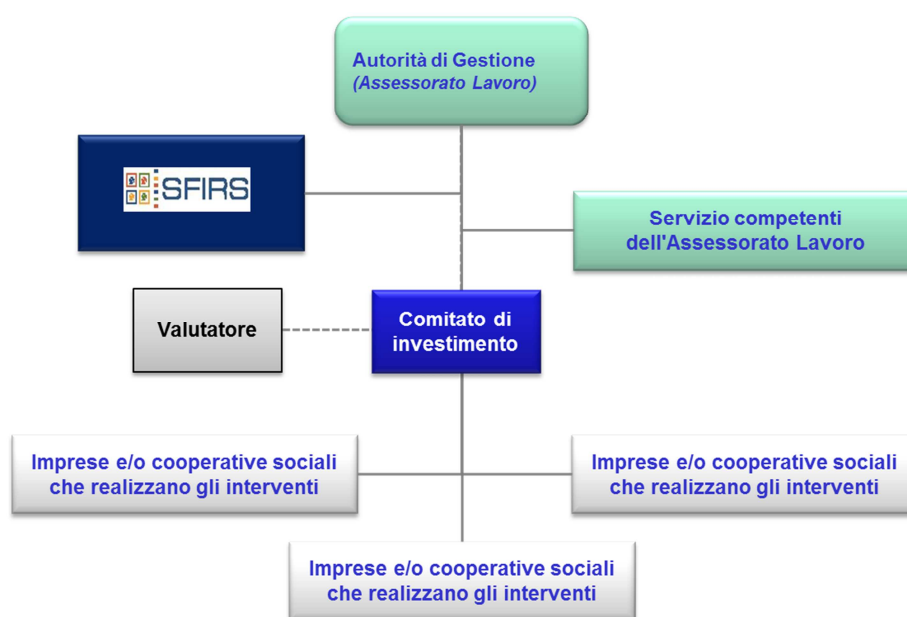 Autorità di Gestione
(Assessorato Lavoro)
SFIRS
Servizio competenti
dell'Assessorato Lavoro
Valutatore
Comitato di
investimento
Imprese e/o cooperative sociali
che realizzano gli interventi
Imprese e/o cooperative sociali
che realizzano gli interventi
Imprese e/o cooperative sociali
che realizzano gli interventi